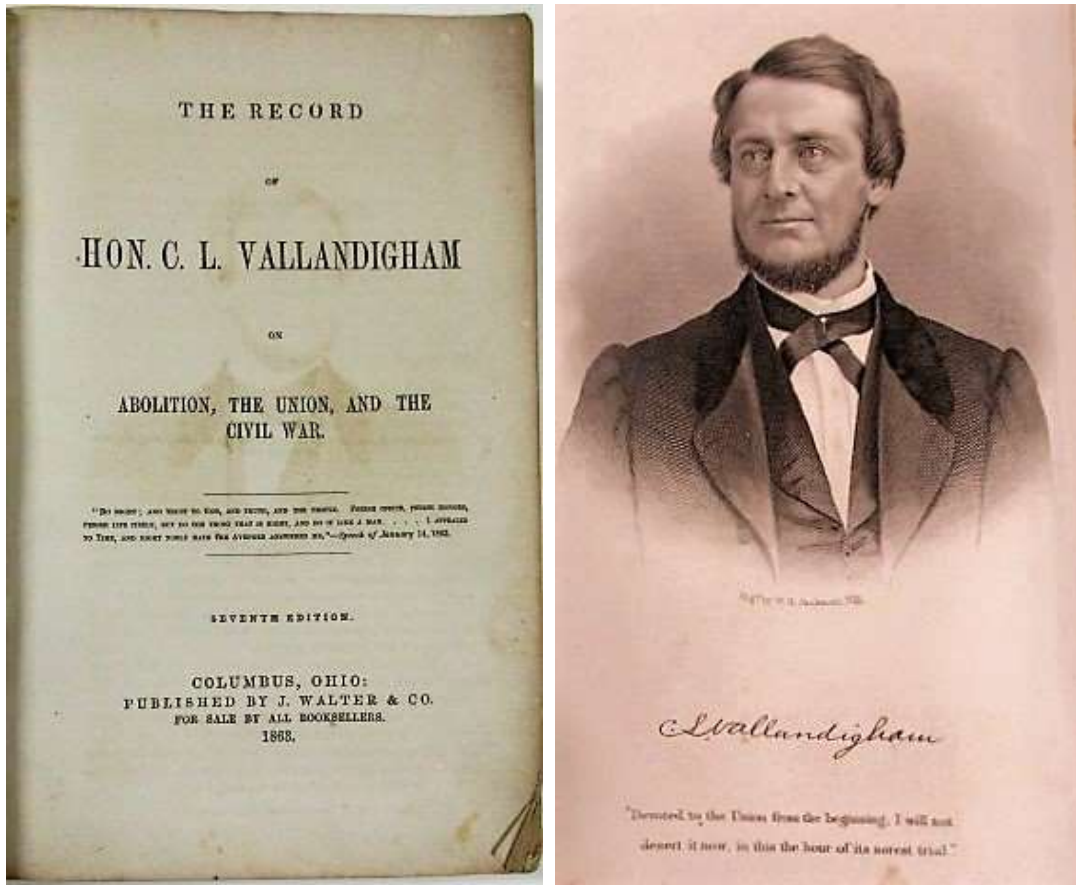 THE RECORD
OF
HON. C. L. VALLANDIGHAM
ON
ABOLITION, THE UNION, AND THE
CIVIL WAR.
"DO RIGHT; AND TRUST TO GOD, AND TRUTH, AND THE PEOPLE. PERISH OFFICE, PERISH HONORS,
PERISH LIFE ITSELF, BUT DO THE THING THAT IS RIGHT, AND DO IT LIKE A MAN. . . . . I APPEALED
TO TIME, AND RIGHT NOBLY HATH THE AVENGER ANSWERED ME."—Speech of January 14, 1863.
SEVENTH EDITION.
COLUMBUS, OHIO:
PUBLISHED BY J. WALTER & CO.
FOR SALE BY ALL BOOKSELLERS.
1863.
C L Vallandigham
"Devoted to the Union from the beginning, I will not
desert it now, in this the hour of its sorest trial."